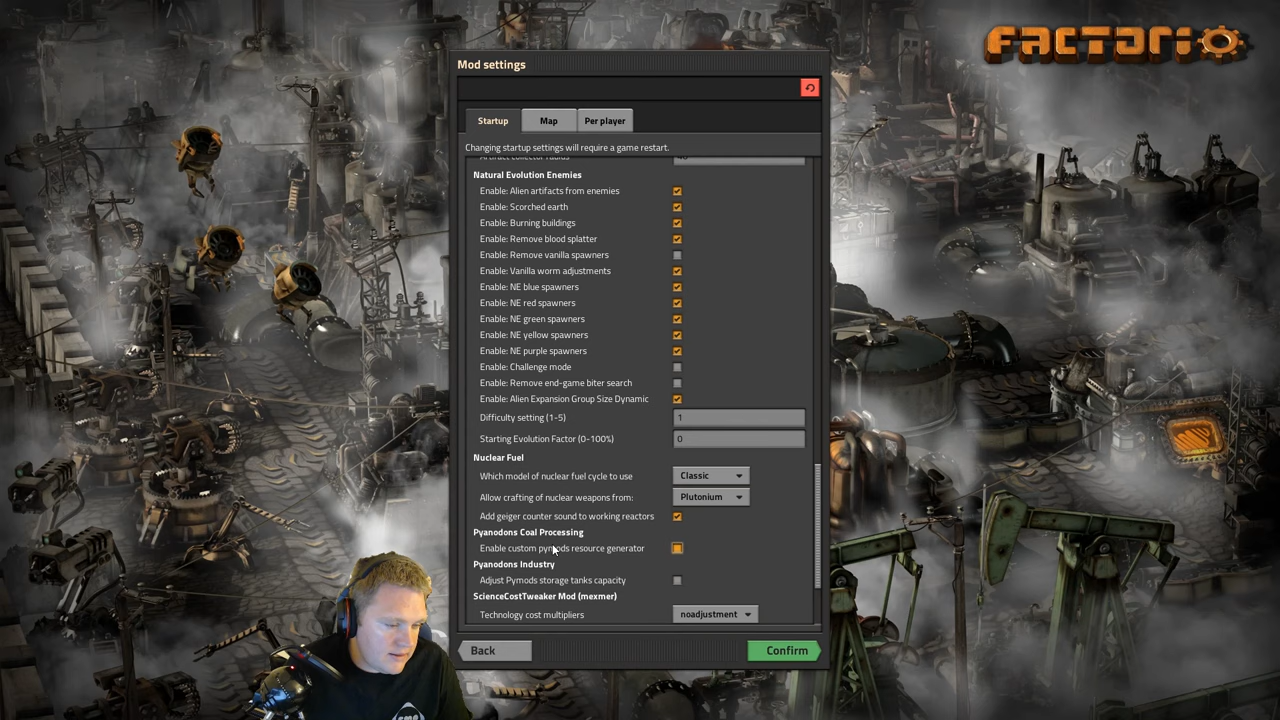 FACTORIO
Mod settings
Startup
Map
Per player
Changing startup settings will require a game restart.
Artifact collector radius
Natural Evolution Enemies
Enable: Alien artifacts from enemies
Enable: Scorched earth
Enable: Burning buildings
Enable: Remove blood splatter
Enable: Remove vanilla spawners
Enable: Vanilla worm adjustments
Enable: NE blue spawners
Enable: NE red spawners
Enable: NE green spawners
Enable: NE yellow spawners
Enable: NE purple spawners
Enable: Challenge mode
Enable: Remove end-game biter search
Enable: Alien Expansion Group Size Dynamic
Difficulty setting (1-5) 1
Starting Evolution Factor (0-100%) 0
Nuclear Fuel
Which model of nuclear fuel cycle to use Classic
Allow crafting of nuclear weapons from: Plutonium
Add geiger counter sound to working reactors
Pyanodons Coal Processing
Enable custom pymods resource generator
Pyanodons Industry
Adjust Pymods storage tanks capacity
ScienceCostTweaker Mod (mexmer)
Technology cost multipliers noadjustment
Back
Confirm